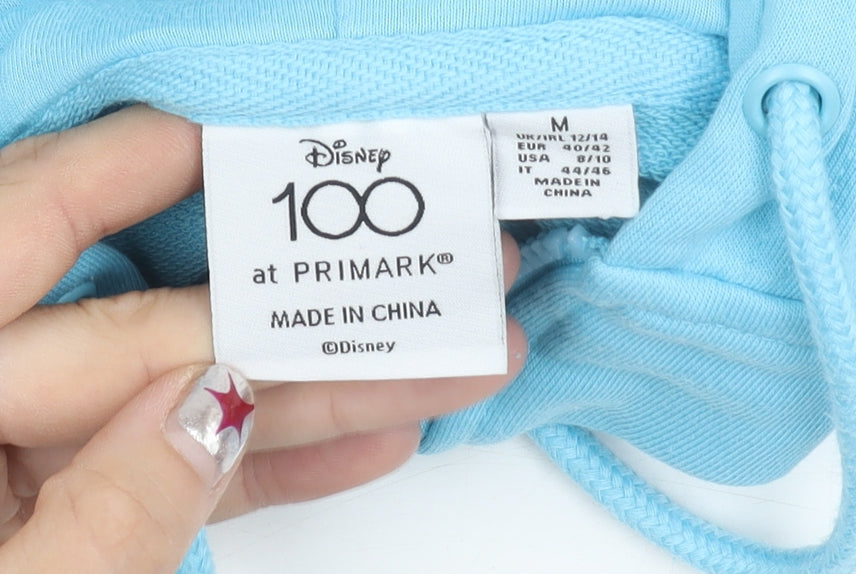 Disney
100
at PRIMARK®
MADE IN CHINA
©Disney
M
UK/IRL 12/14
EUR 40/42
USA 8/10
IT 44/46
MADE IN
CHINA